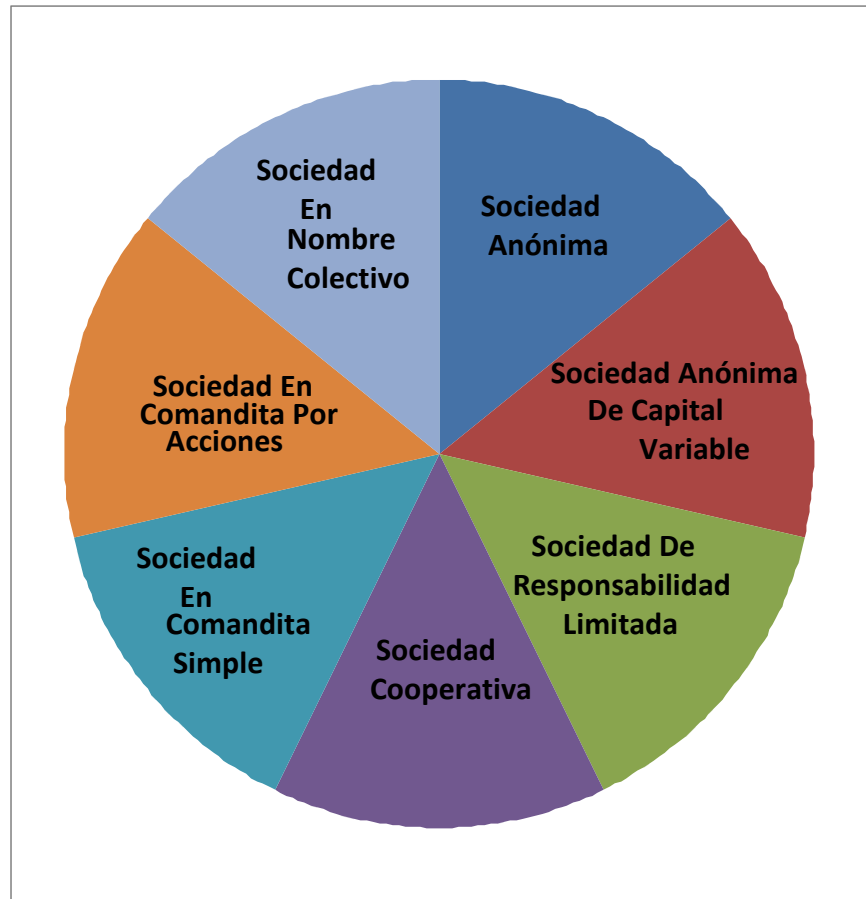 Sociedad
En
Nombre
Colectivo
Sociedad
Anónima
Sociedad Anónima
De Capital
Variable
Sociedad De
Responsabilidad
Limitada
Sociedad
Cooperativa
Sociedad
En
Comandita
Simple
Sociedad En
Comandita Por
Acciones